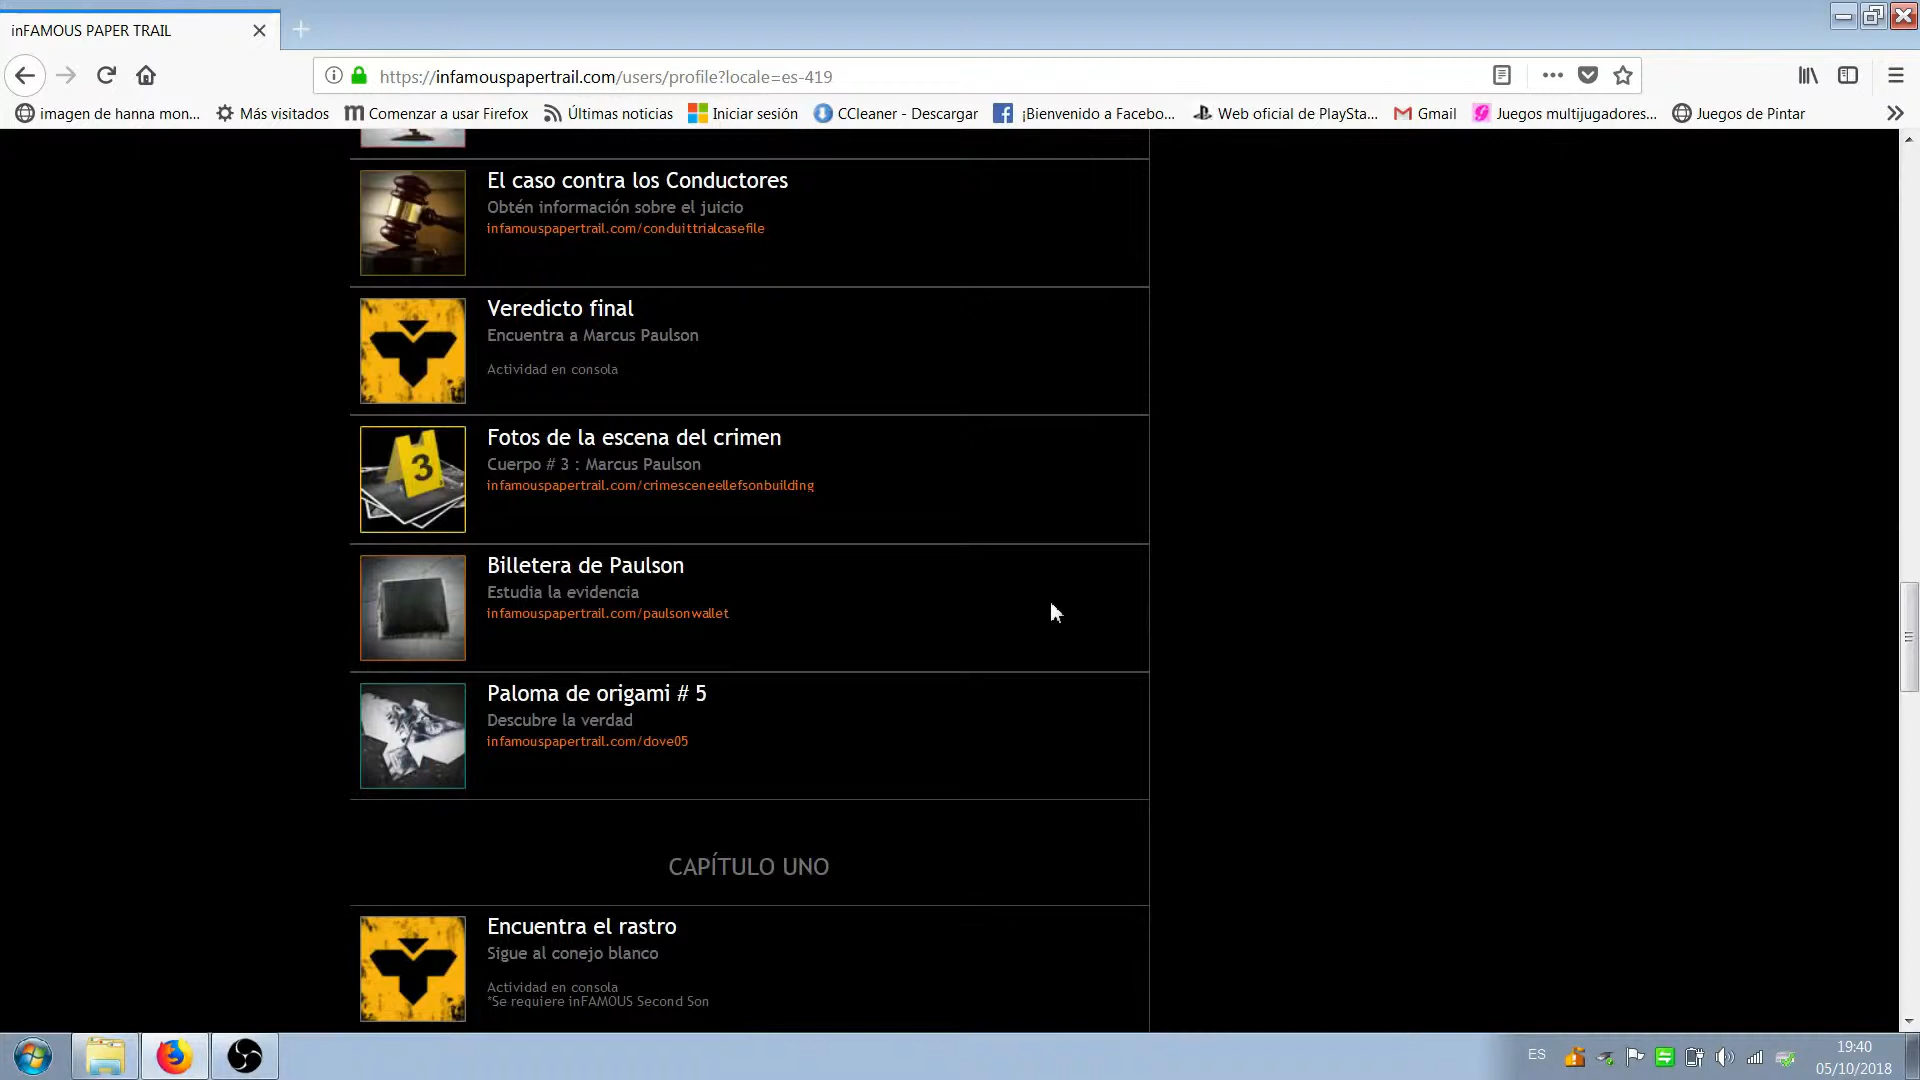 inFAMOUS PAPER TRAIL
https://infamouspapertrail.com/users/profile?locale=es-419
imagen de hanna mon...
Más visitados
Comenzar a usar Firefox
Últimas noticias
Iniciar sesión
CCleaner - Descargar
¡Bienvenido a Facebo...
Web oficial de PlaySta...
Gmail
Juegos multijugadores...
Juegos de Pintar
El caso contra los Conductores
Obtén información sobre el juicio
infamouspapertrail.com/conduittrialcasefile
Veredicto final
Encuentra a Marcus Paulson
Actividad en consola
3
Fotos de la escena del crimen
Cuerpo # 3 : Marcus Paulson
infamouspapertrail.com/crimesceneellefsonbuilding
Billetera de Paulson
Estudia la evidencia
infamouspapertrail.com/paulsonwallet
Paloma de origami # 5
Descubre la verdad
infamouspapertrail.com/dove05
CAPÍTULO UNO
Encuentra el rastro
Sigue al conejo blanco
Actividad en consola
*Se requiere inFAMOUS Second Son
ES
19:40
05/10/2018